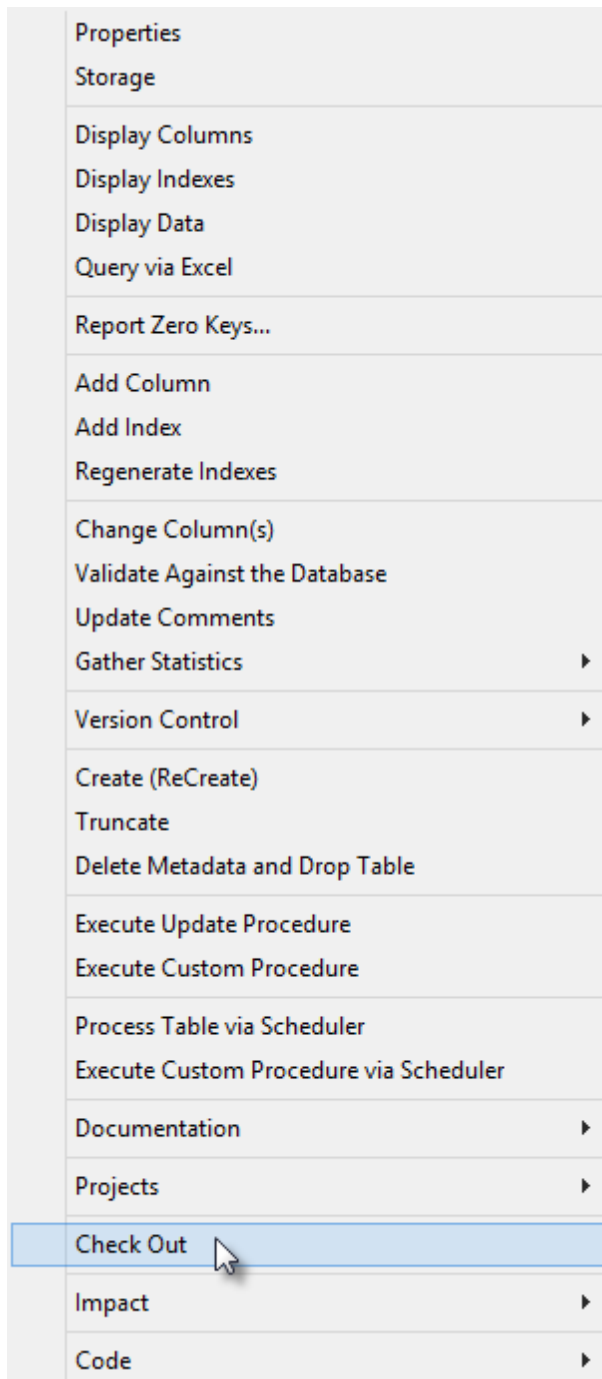 Properties
Storage
Display Columns
Display Indexes
Display Data
Query via Excel
Report Zero Keys...
Add Column
Add Index
Regenerate Indexes
Change Column(s)
Validate Against the Database
Update Comments
Gather Statistics
Version Control
Create (ReCreate)
Truncate
Delete Metadata and Drop Table
Execute Update Procedure
Execute Custom Procedure
Process Table via Scheduler
Execute Custom Procedure via Scheduler
Documentation
Projects
Check Out
Impact
Code